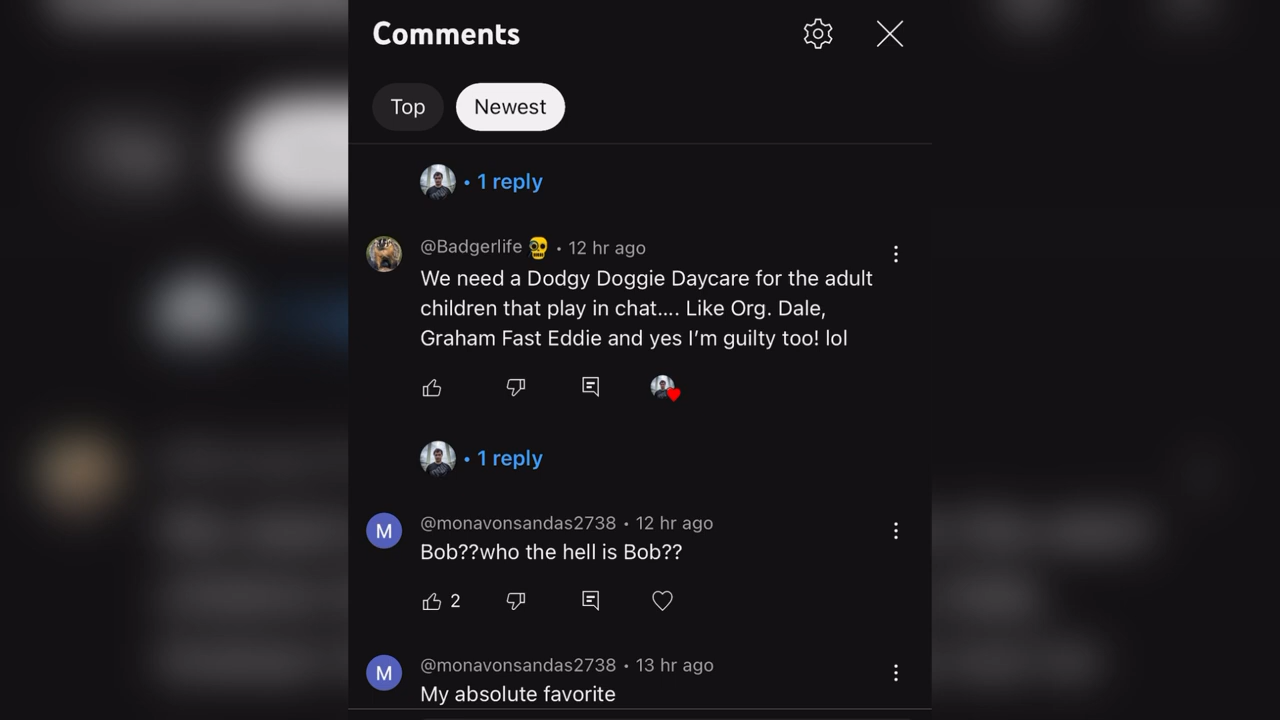 Comments
Top
Newest
• 1 reply
@Badgerlife • 12 hr ago
We need a Dodgy Doggie Daycare for the adult
children that play in chat.... Like Org. Dale,
Graham Fast Eddie and yes I’m guilty too! lol
• 1 reply
M
@monavonsandas2738 • 12 hr ago
Bob??who the hell is Bob??
2
M
@monavonsandas2738 • 13 hr ago
My absolute favorite